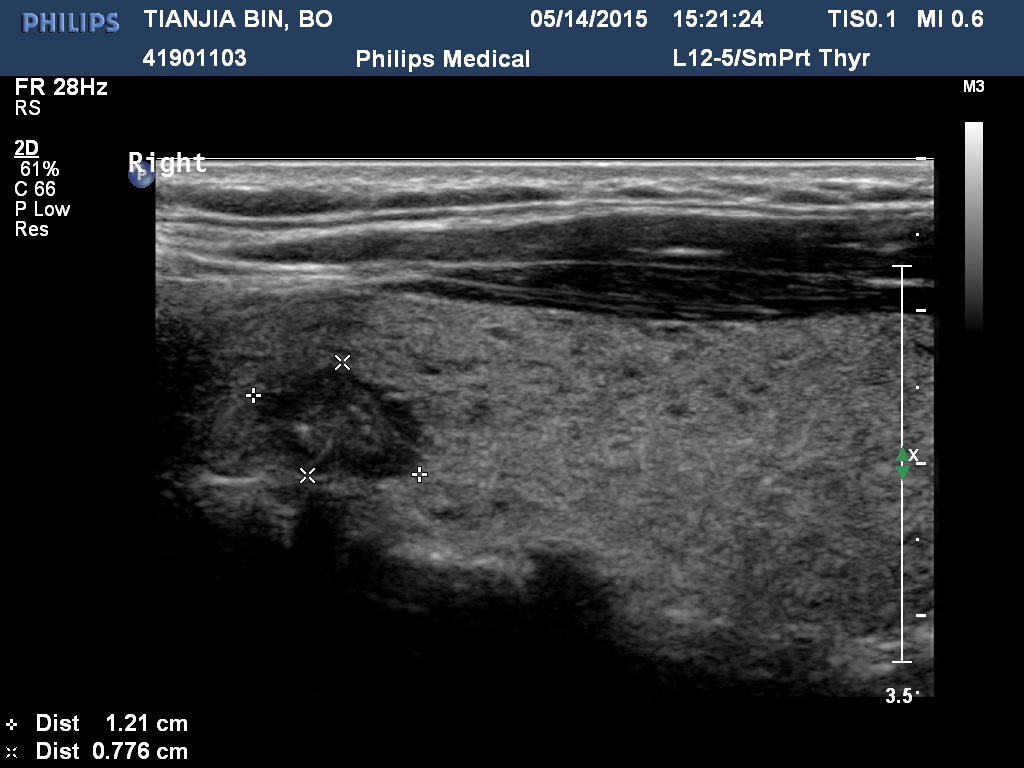 PHILIPS TIANJIA BIN, BO 05/14/2015 15:21:24 TIS0.1 MI 0.6
41901103 Philips Medical L12-5/SmPrt Thyr
FR 28Hz M3
RS
2D
61%
C 66
P Low
Res
Right
P
X
3.5
Dist 1.21 cm
Dist 0.776 cm